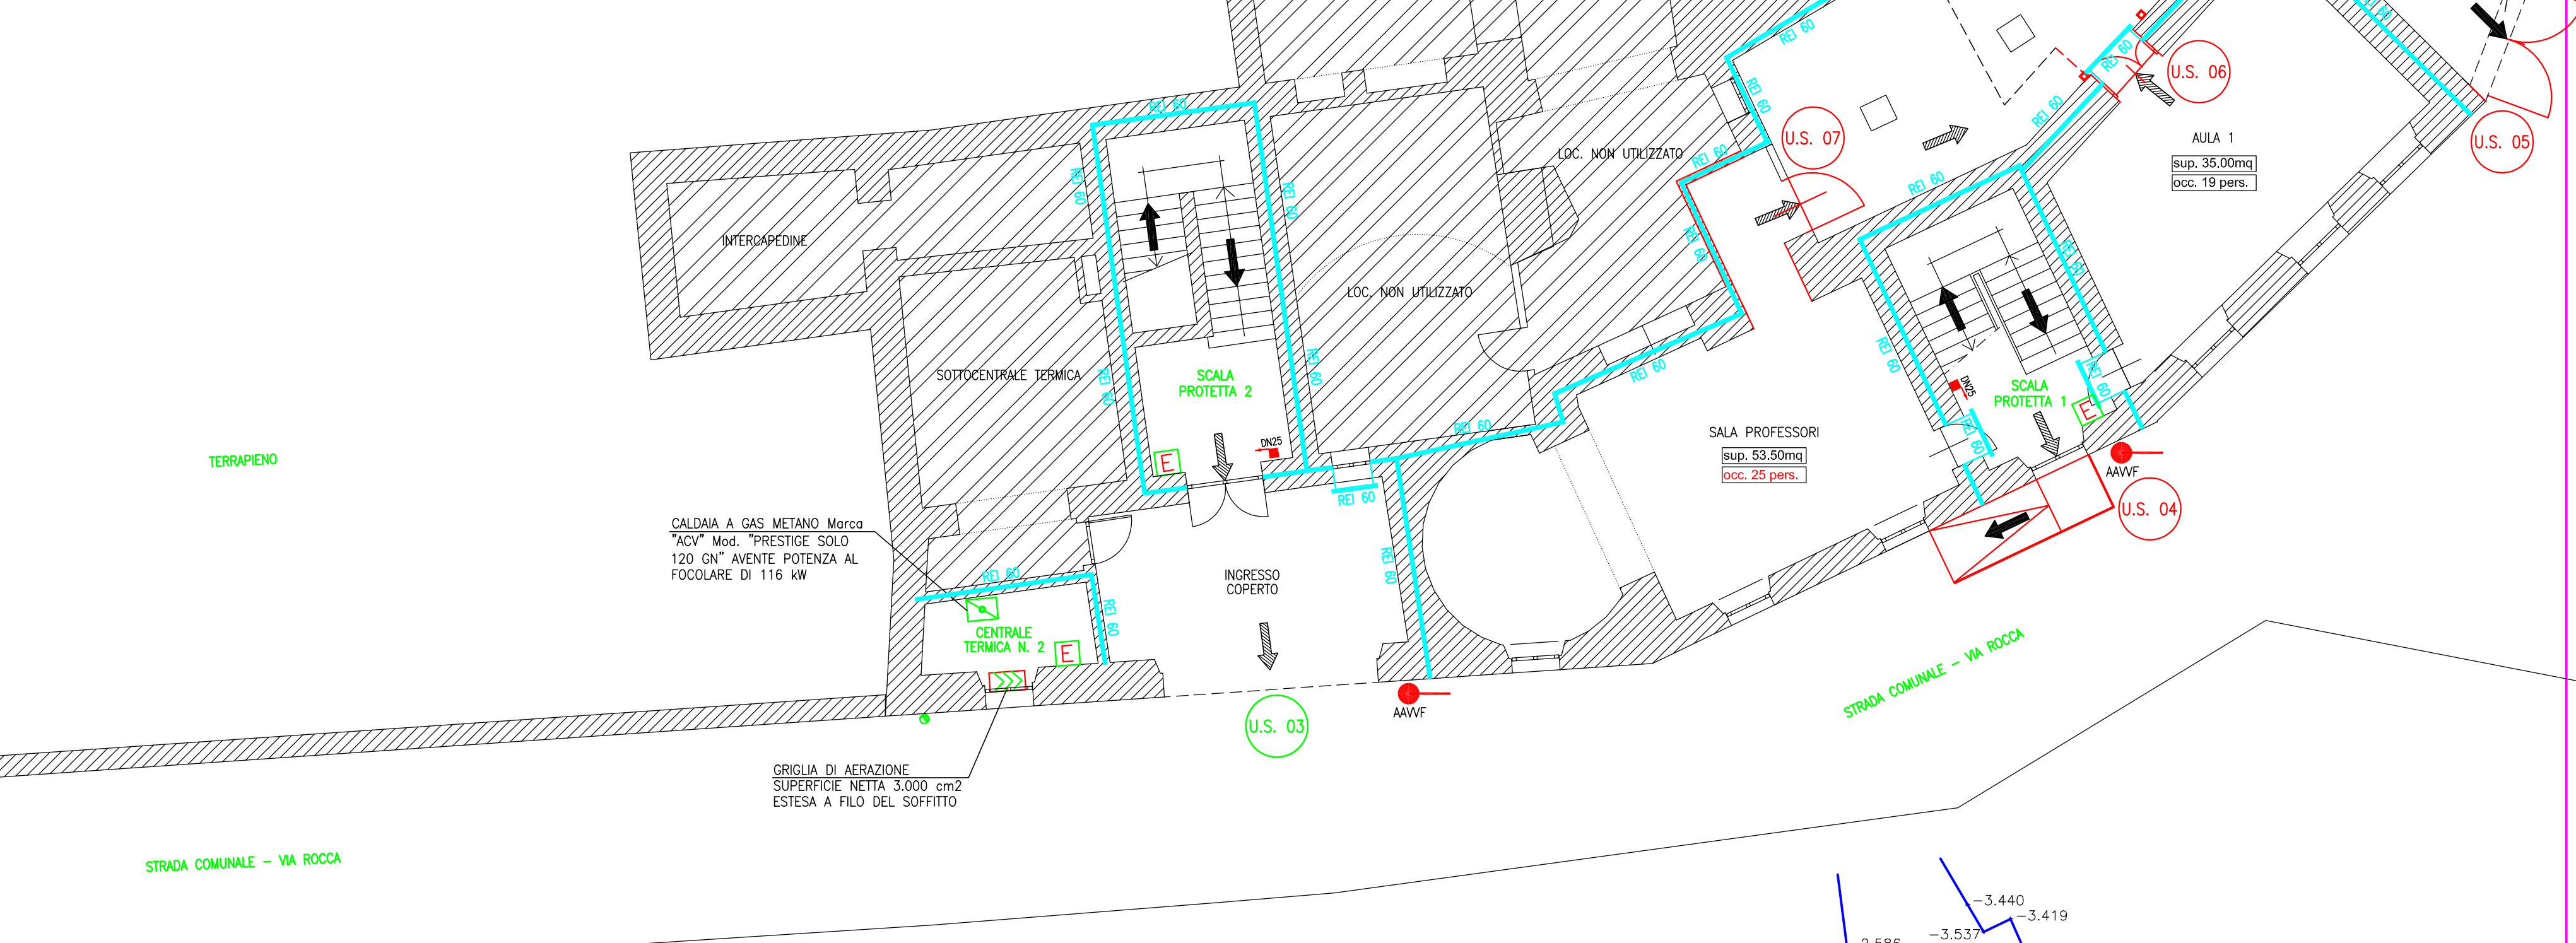 REI 60
REI 60
REI 60
U.S. 06
REI 60
REI 60
U.S. 05
AULA 1
sup. 35.00mq
occ. 19 pers.
U.S. 07
LOC. NON UTILIZZATO
REI 60
REI 60
REI 60
REI 60
REI 60
REI 60
REI 60
INTERCAPEDINE
REI 60
LOC. NON UTILIZZATO
SOTTOCENTRALE TERMICA
REI 60
REI 60
REI 60
REI 60
REI 60
SCALA
PROTETTA 2
DN25
SCALA
PROTETTA 1
E
REI 60
REI 60
SALA PROFESSORI
sup. 53.50mq
occ. 25 pers.
DN25
E
AAVVF
TERRAPIENO
REI 60
U.S. 04
CALDAIA A GAS METANO Marca
"ACV" Mod. "PRESTIGE SOLO
120 GN" AVENTE POTENZA AL
FOCOLARE DI 116 kW
REI 60
REI 60
REI 60
INGRESSO
COPERTO
CENTRALE
TERMICA N. 2
E
STRADA COMUNALE - VIA ROCCA
U.S. 03
AAVVF
GRIGLIA DI AERAZIONE
SUPERFICIE NETTA 3.000 cm2
ESTESA A FILO DEL SOFFITTO
STRADA COMUNALE - VIA ROCCA
-3.440
-3.419
-3.537